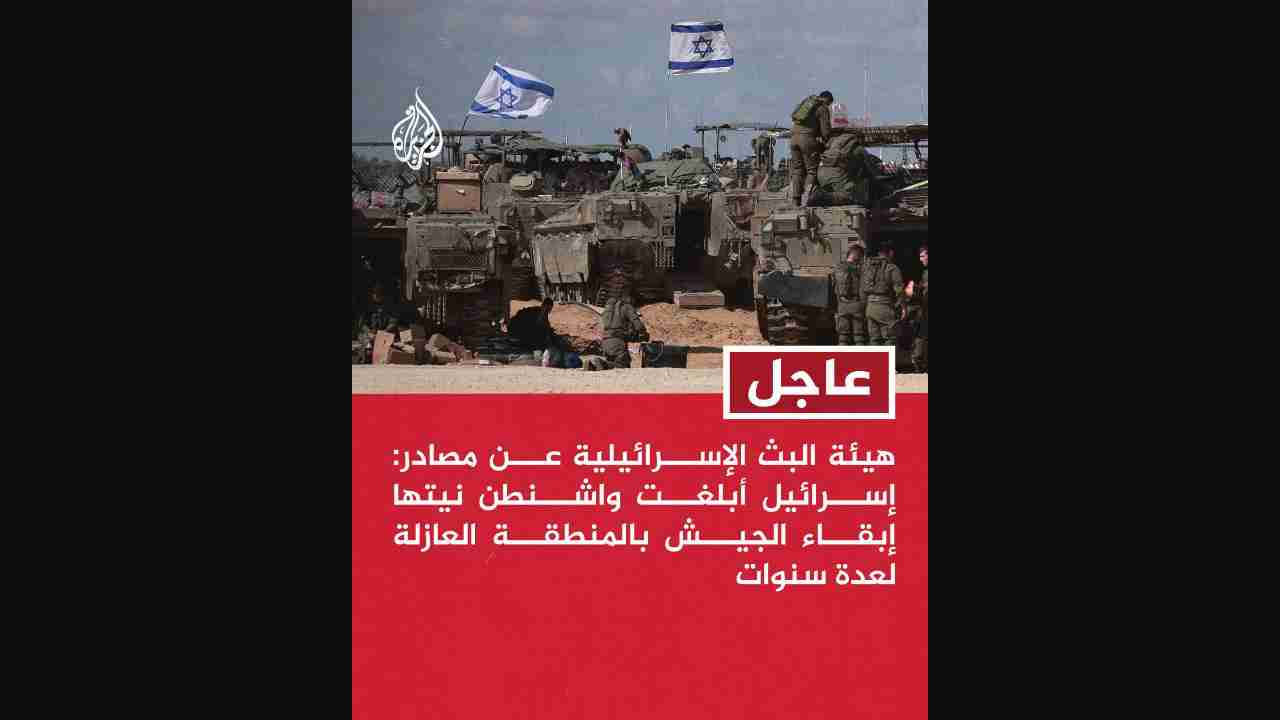 الجزيرة
عاجل
هيئة البث الإسرائيلية عن مصادر:
إسرائيل أبلغت واشنطن نيتها
إبقاء الجيش بالمنطقة العازلة
لعدة سنوات